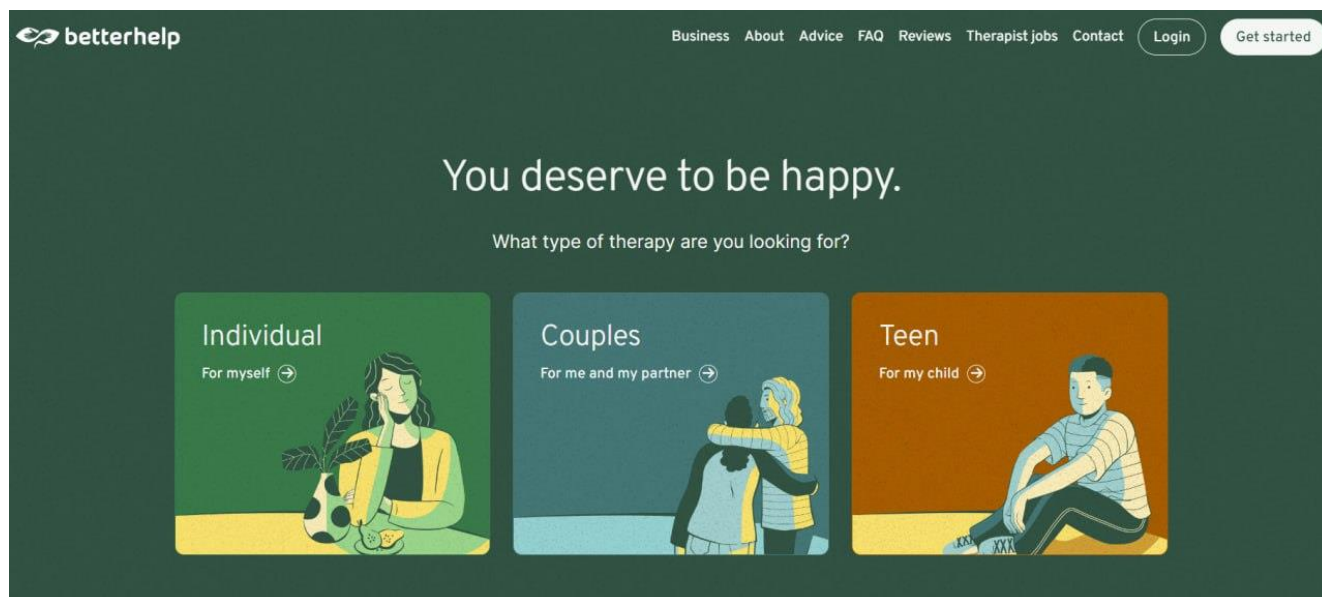 betterhelp
Business About Advice FAQ Reviews Therapist jobs Contact Login Get started
You deserve to be happy.
What type of therapy are you looking for?
Individual
For myself
Couples
For me and my partner
Teen
For my child